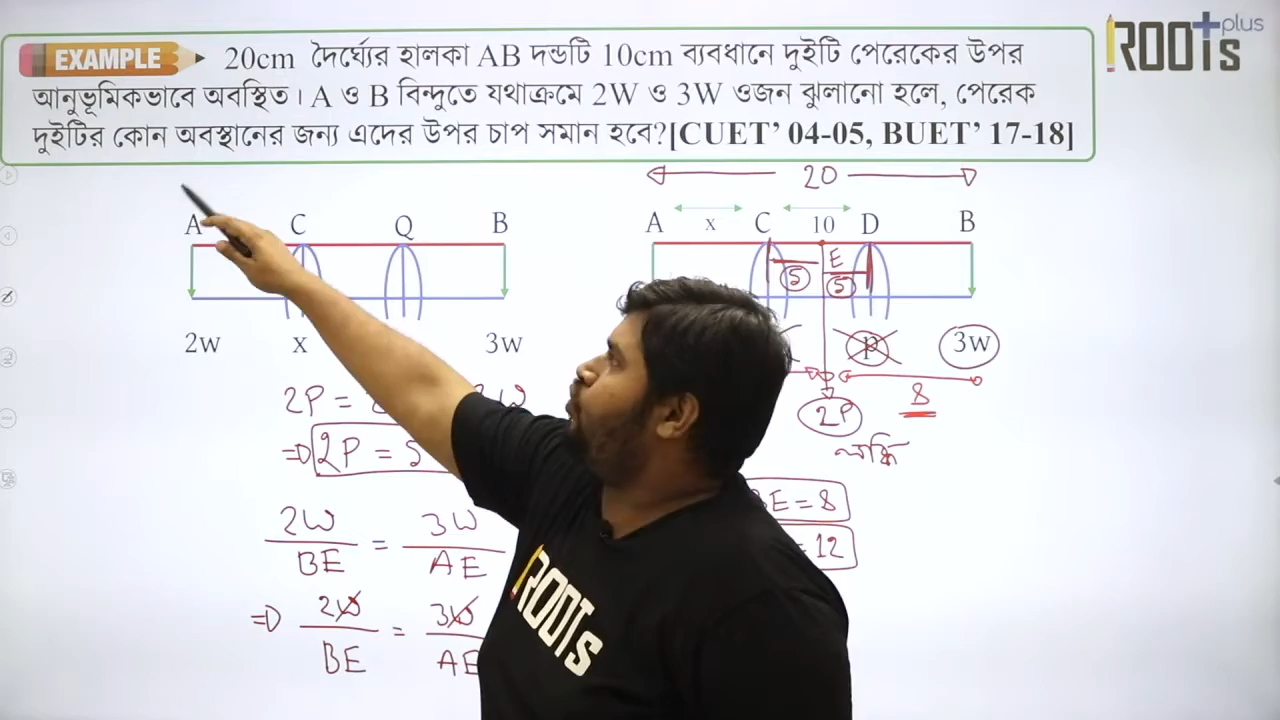 EXAMPLE 20cm দৈর্ঘ্যের হালকা AB দন্ডটি 10cm ব্যবধানে দুইটি পেরেকের উপর
আনুভূমিকভাবে অবস্থিত। A ও B বিন্দুতে যথাক্রমে 2W ও 3W ওজন ঝুলানো হলে, পেরেক
দুইটির কোন অবস্থানের জন্য এদের উপর চাপ সমান হবে?[CUET’ 04-05, BUET’ 17-18]
ROOTs plus
20
A C Q B
A x C 10 D B
E
5 5
2w x 3w
p 3w
8
2P =
2P
⇒ 2P = 5
লব্ধি
BE = 8
= 12
2W/BE = 3W/AE
⇒ 2W/BE = 3W/AE
ROOTs